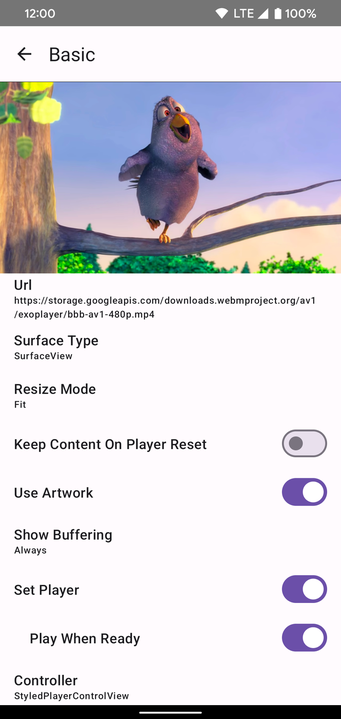 12:00 LTE 100%
Basic
Url
https://storage.googleapis.com/downloads.webmproject.org/av1
/exoplayer/bbb-av1-480p.mp4
Surface Type
SurfaceView
Resize Mode
Fit
Keep Content On Player Reset
Use Artwork
Show Buffering
Always
Set Player
Play When Ready
Controller
StyledPlayerControlView